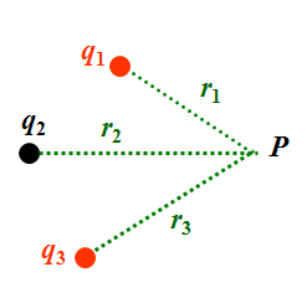 q₁
r₁
q₂
r₂
P
r₃
q₃